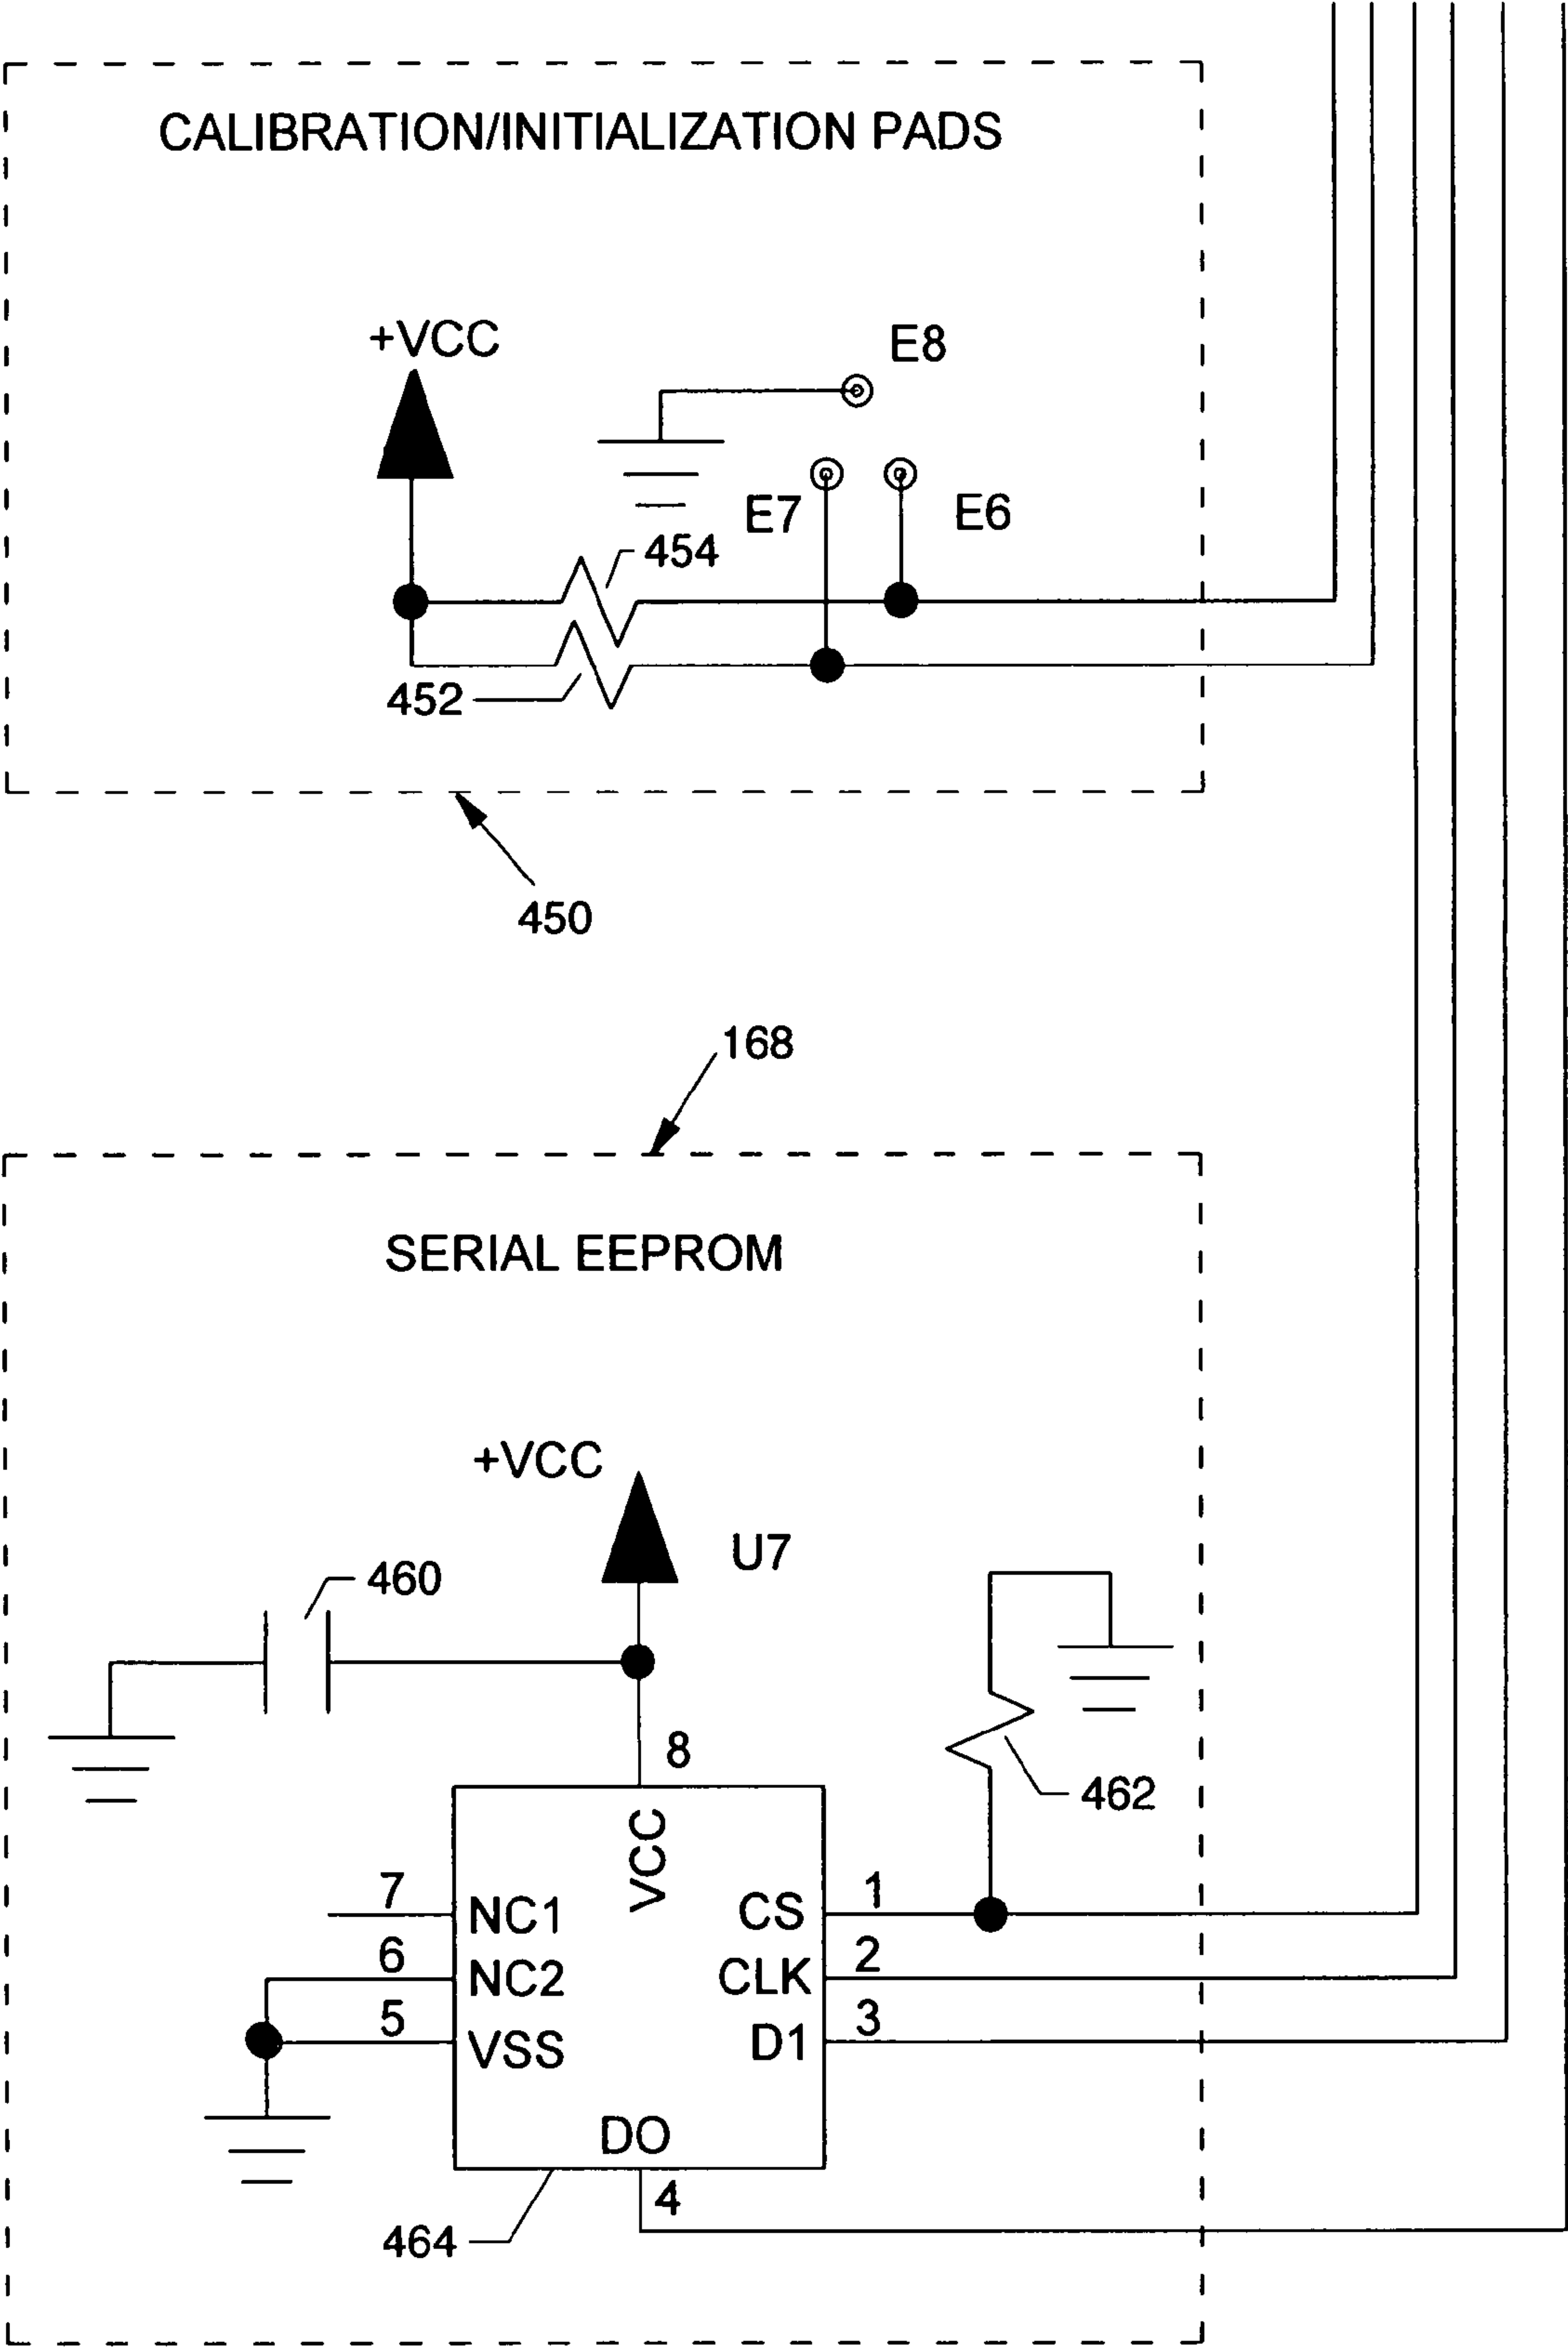 CALIBRATION/INITIALIZATION PADS
+VCC
E8
E7
E6
454
452
450
168
SERIAL EEPROM
+VCC
U7
460
8
462
VCC
7
NC1
CS
1
6
NC2
CLK
2
5
VSS
D1
3
DO
4
464